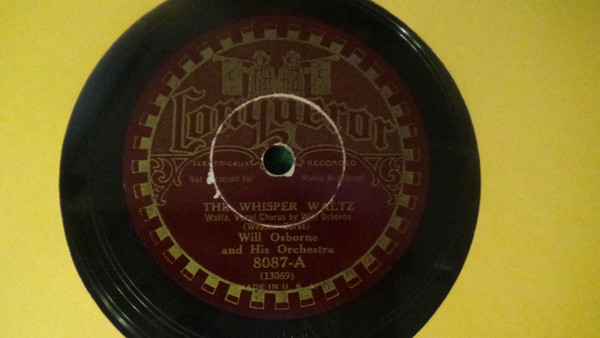 C C
Conqueror
ELECTRICALLY RECORDED
Not Licensed for Radio Broadcast
THE WHISPER WALTZ
Waltz, Vocal Chorus by Will Osborne
Will Osborne
and His Orchestra
8087-A
(13069)
MADE IN U. S. A.